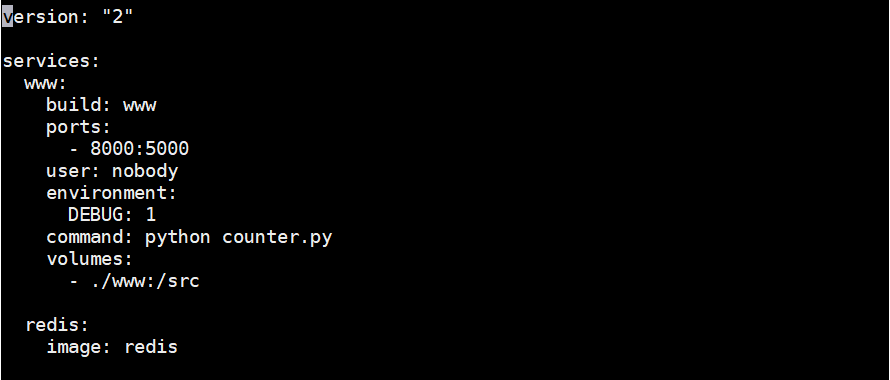 version: "2"

services:
  www:
    build: www
    ports:
      - 8000:5000
    user: nobody
    environment:
      DEBUG: 1
    command: python counter.py
    volumes:
      - ./www:/src

  redis:
    image: redis